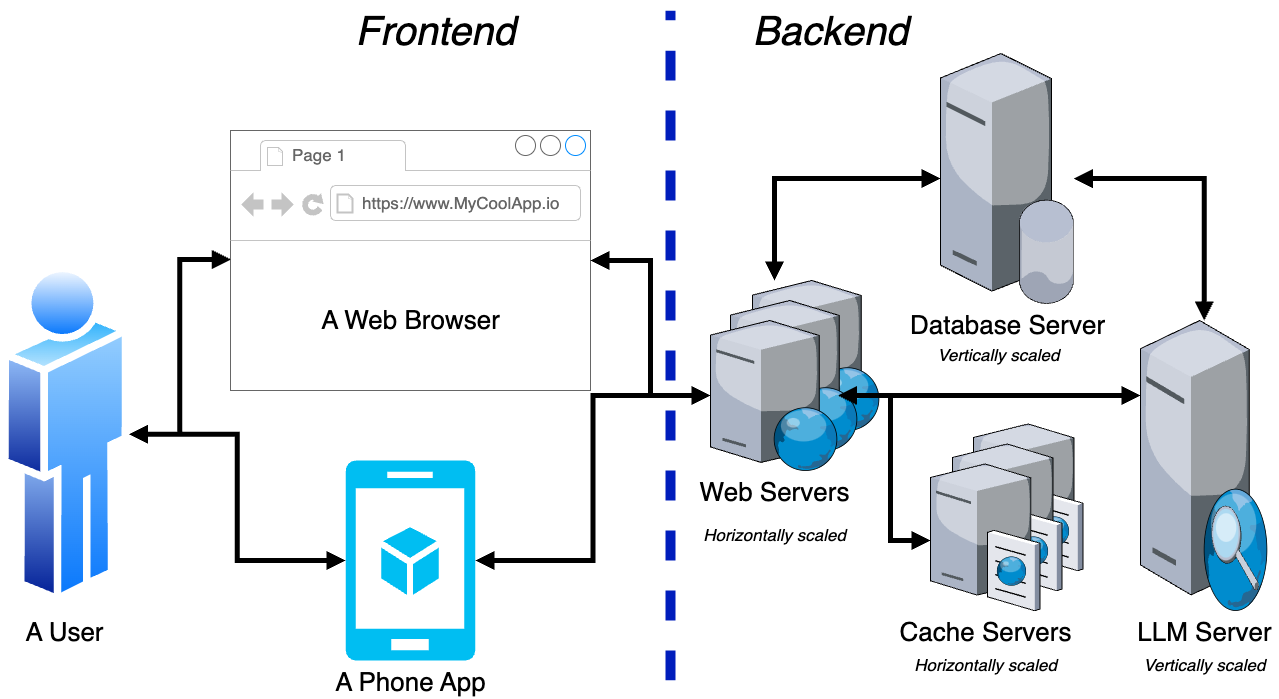 Frontend
Backend
Page 1
https://www.MyCoolApp.io
A Web Browser
Database Server
Vertically scaled
Web Servers
Horizontally scaled
A User
A Phone App
Cache Servers
Horizontally scaled
LLM Server
Vertically scaled